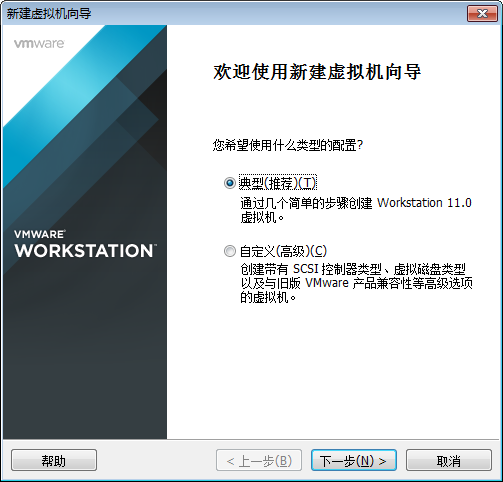 新建虚拟机向导
vmware
欢迎使用新建虚拟机向导
您希望使用什么类型的配置?
典型(推荐)(T)
通过几个简单的步骤创建 Workstation 11.0
虚拟机。
VMWARE®
WORKSTATION™
自定义(高级)(C)
创建带有 SCSI 控制器类型、虚拟磁盘类型
以及与旧版 VMware 产品兼容性等高级选项
的虚拟机。
帮助
< 上一步(B)
下一步(N) >
取消